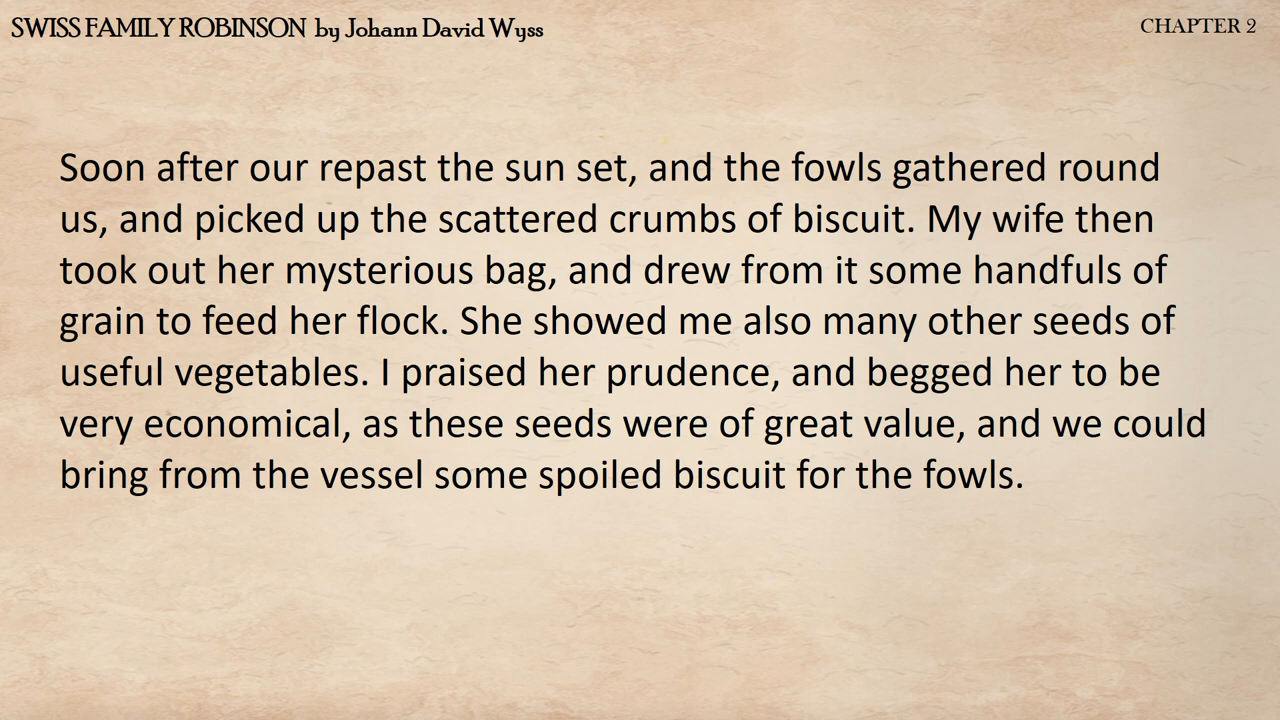 SWISS FAMILY ROBINSON by Johann David Wyss
CHAPTER 2
Soon after our repast the sun set, and the fowls gathered round
us, and picked up the scattered crumbs of biscuit. My wife then
took out her mysterious bag, and drew from it some handfuls of
grain to feed her flock. She showed me also many other seeds of
useful vegetables. I praised her prudence, and begged her to be
very economical, as these seeds were of great value, and we could
bring from the vessel some spoiled biscuit for the fowls.